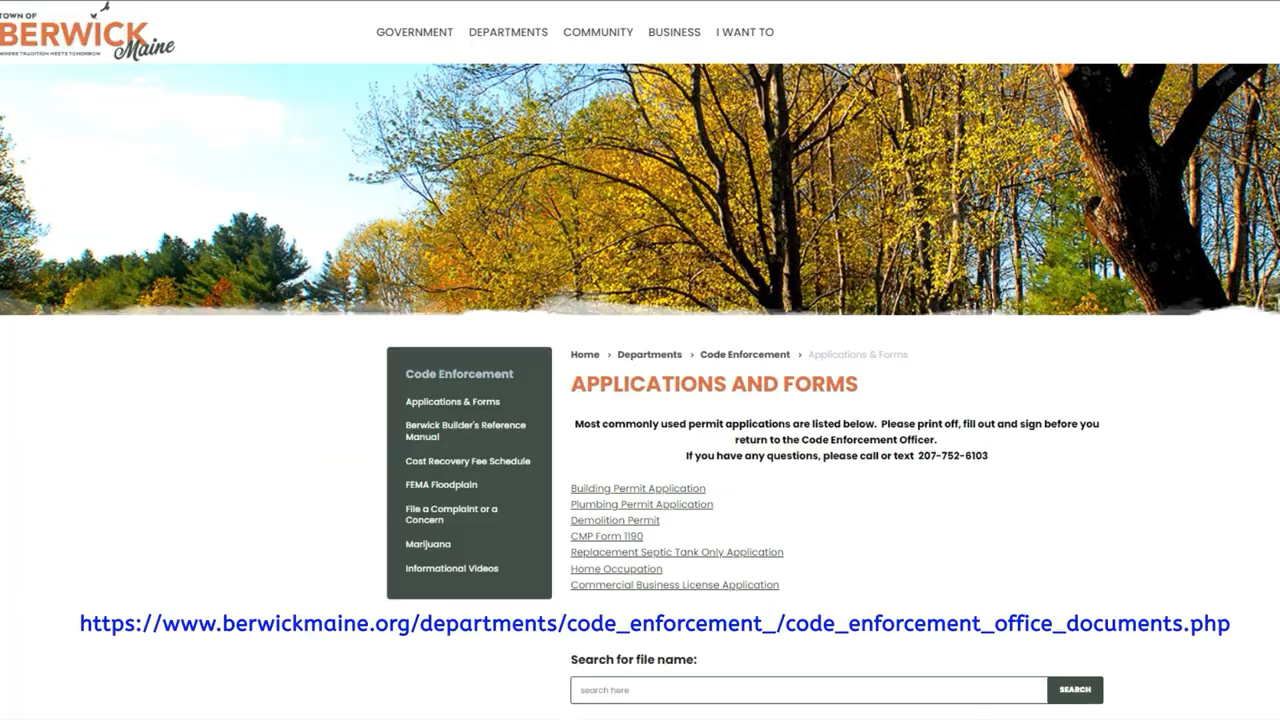 TOWN OF
BERWICK
Maine
WHERE TRADITION MEETS TOMORROW
GOVERNMENT DEPARTMENTS COMMUNITY BUSINESS I WANT TO
Code Enforcement
Applications & Forms
Berwick Builder's Reference
Manual
Cost Recovery Fee Schedule
FEMA Floodplain
File a Complaint or a
Concern
Marijuana
Informational Videos
Home > Departments > Code Enforcement > Applications & Forms
APPLICATIONS AND FORMS
Most commonly used permit applications are listed below. Please print off, fill out and sign before you
return to the Code Enforcement Officer.
If you have any questions, please call or text 207-752-6103
Building Permit Application
Plumbing Permit Application
Demolition Permit
CMP Form 1190
Replacement Septic Tank Only Application
Home Occupation
Commercial Business License Application
https://www.berwickmaine.org/departments/code_enforcement_/code_enforcement_office_documents.php
Search for file name:
search here
SEARCH